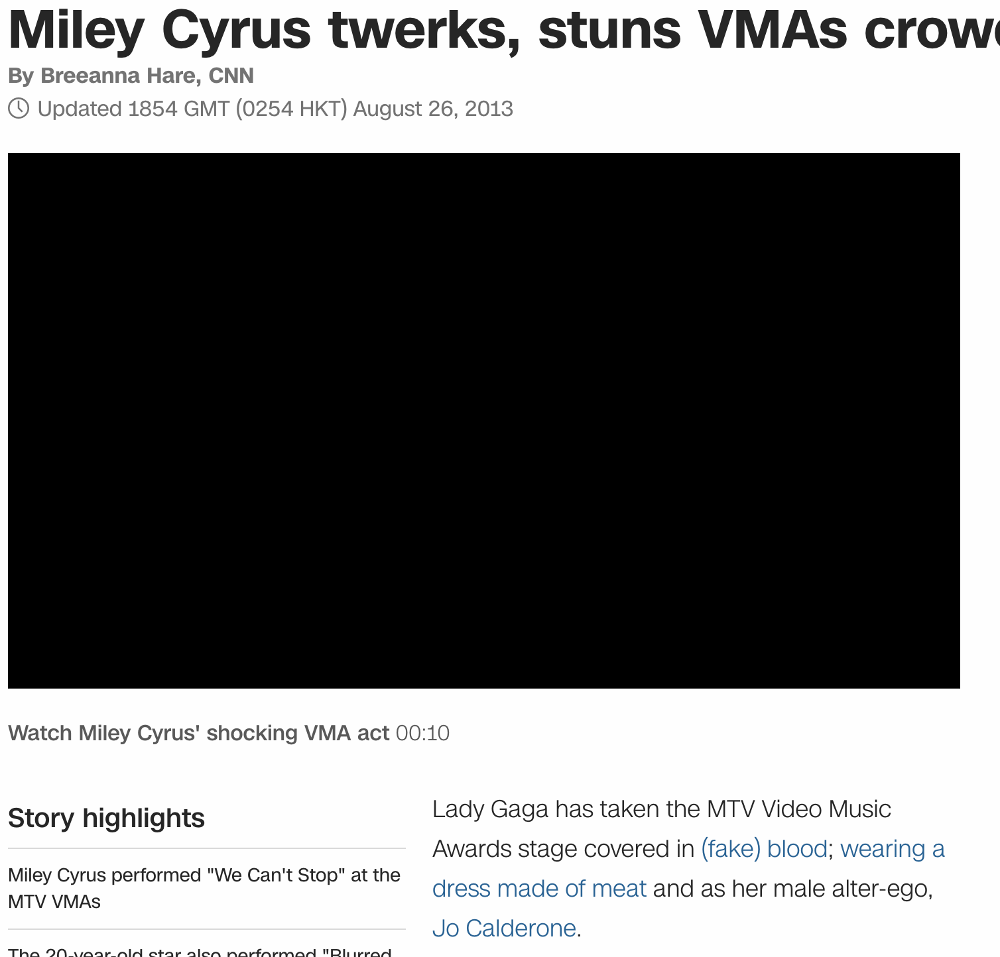 Miley Cyrus twerks, stuns VMAs
By Breeanna Hare, CNN
Updated 1854 GMT (0254 HKT) August 26, 2013
Watch Miley Cyrus' shocking VMA act 00:10
Story highlights
Miley Cyrus performed "We Can't Stop" at the
MTV VMAs
The 20-year-old star also performed "Blurred
Lady Gaga has taken the MTV Video Music
Awards stage covered in (fake) blood; wearing a
dress made of meat and as her male alter-ego,
Jo Calderone.